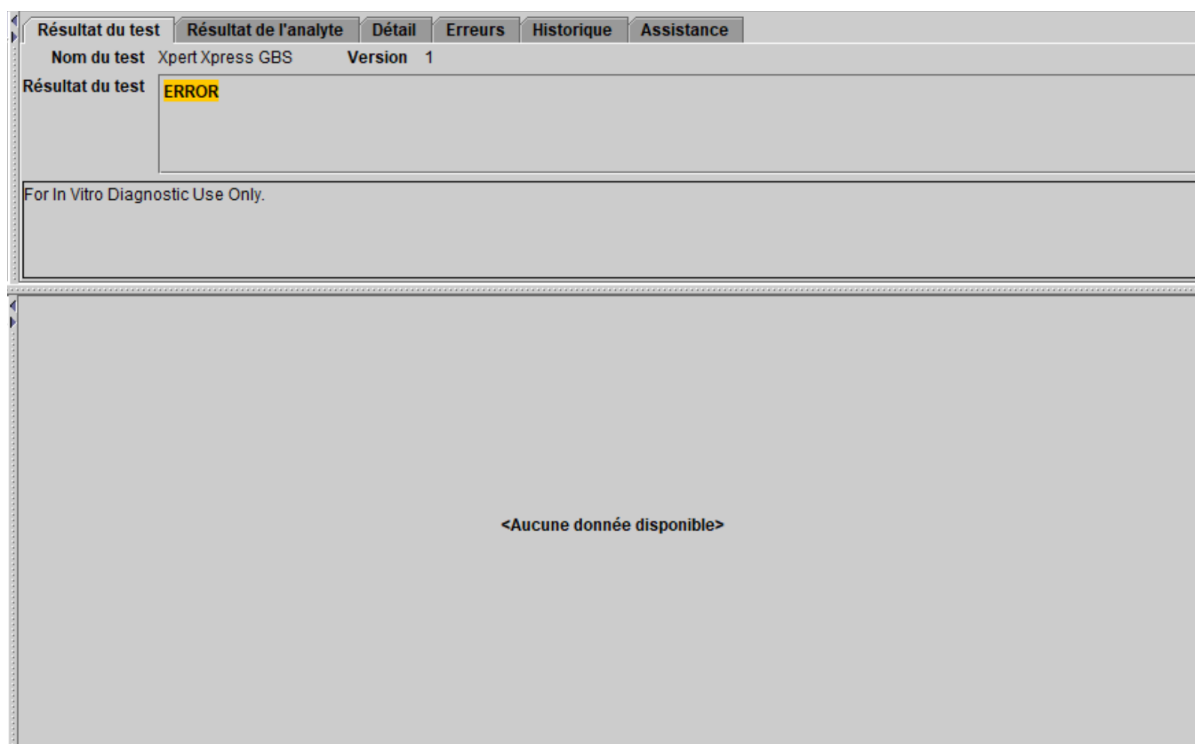 Résultat du test Résultat de l'analyte Détail Erreurs Historique Assistance
Nom du test Xpert Xpress GBS Version 1
Résultat du test ERROR
For In Vitro Diagnostic Use Only.
<Aucune donnée disponible>